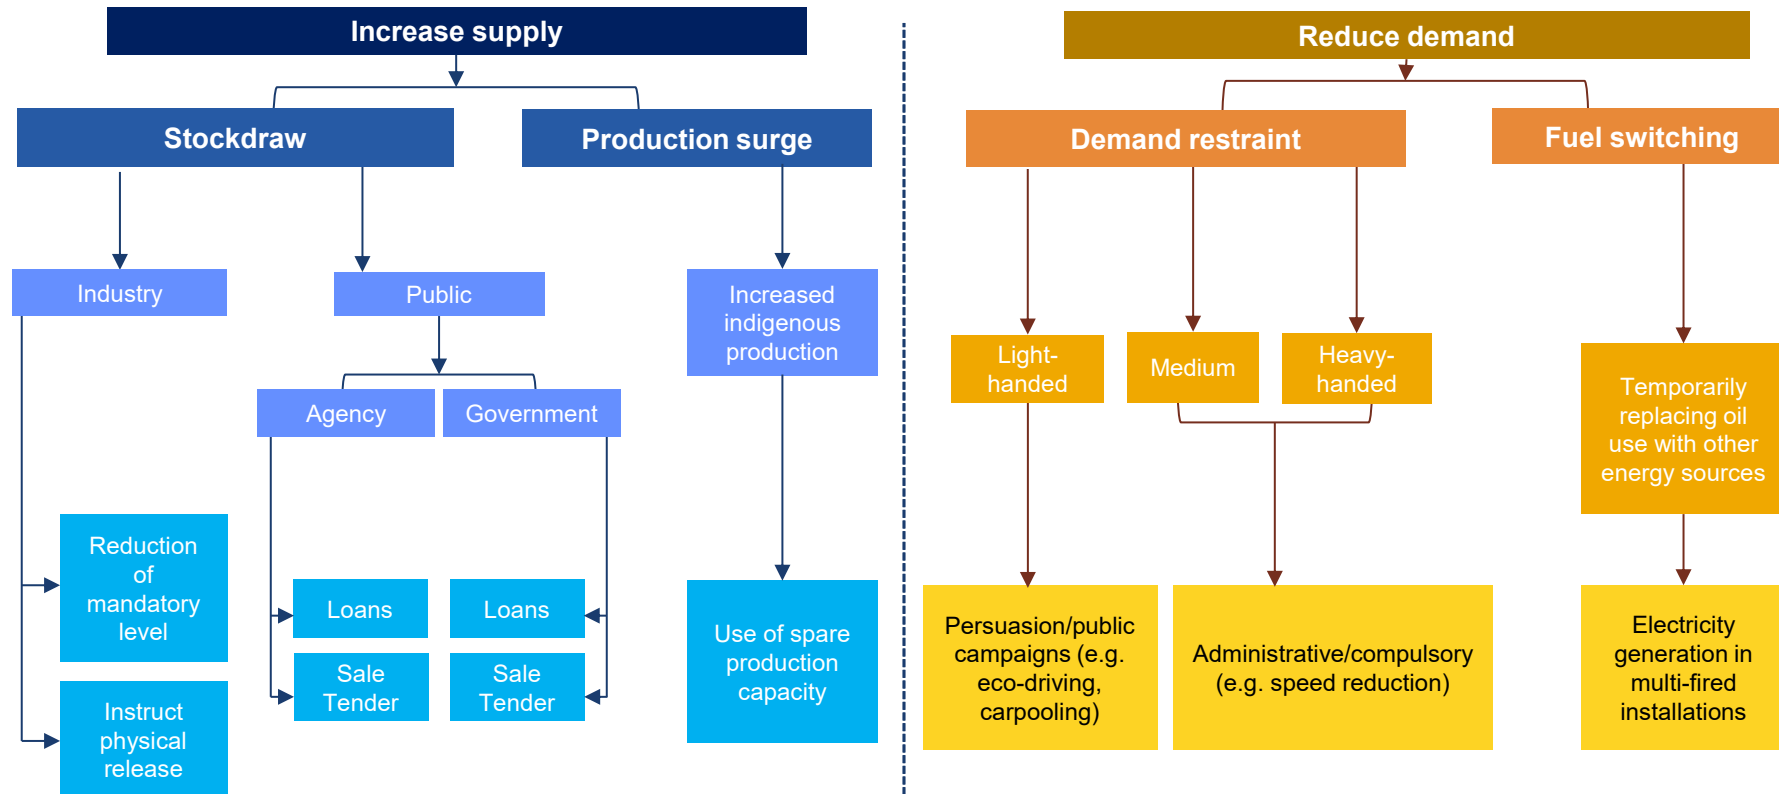 Increase supply
Reduce demand
Stockdraw
Production surge
Demand restraint
Fuel switching
Industry
Public
Increased
indigenous
production
Light-
handed
Medium
Heavy-
handed
Temporarily
replacing oil
use with other
energy sources
Agency
Government
Reduction
of
mandatory
level
Instruct
physical
release
Loans
Sale
Tender
Loans
Sale
Tender
Use of spare
production
capacity
Persuasion/public
campaigns (e.g.
eco-driving,
carpooling)
Administrative/compulsory
(e.g. speed reduction)
Electricity
generation in
multi-fired
installations